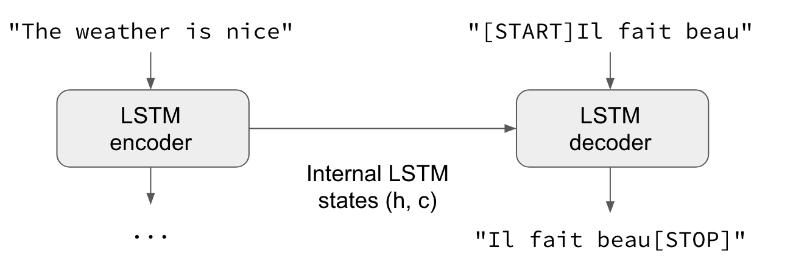 "The weather is nice"
"[START]Il fait beau"
LSTM
encoder
LSTM
decoder
Internal LSTM
states (h, c)
...
"Il fait beau[STOP]"